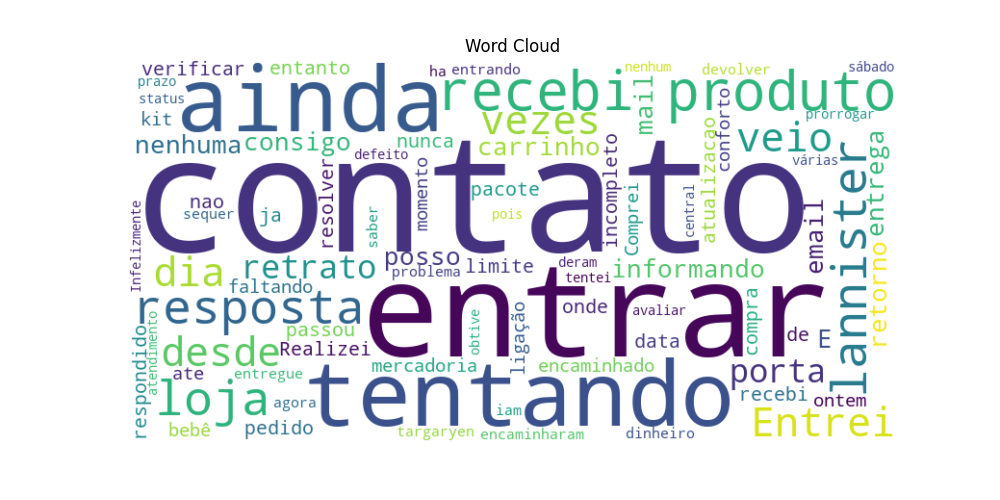 Word Cloud
verificar
entanto
ha
entrando
nenhum
devolver
sábado
prazo
status
kit
ainda
recebi
produto
mail
prorrogar
vezes
conforto
veio
nenhuma
consigo
nunca
carrinho
várias
defeito
contato
resolver
momento
pacote
incompleto
Comprei
central
atualizaçao
lannister
entrega
nao
sequer
ja
saber
pois
Infelizmente
email
posso
dia
retrato
problema
limite
deram
informando
tentei
retorno
faltando
resposta
entrar
onde
avaliar
passou
obtive
ligação
data
compra
de
E
respondido
atendimento
desde
Realizei
mercadoria
encaminhado
porta
ate
entregue
tentando
loja
agora
recebi
ontem
iam
Entrei
bebê
pedido
targaryen
encaminharam
dinheiro